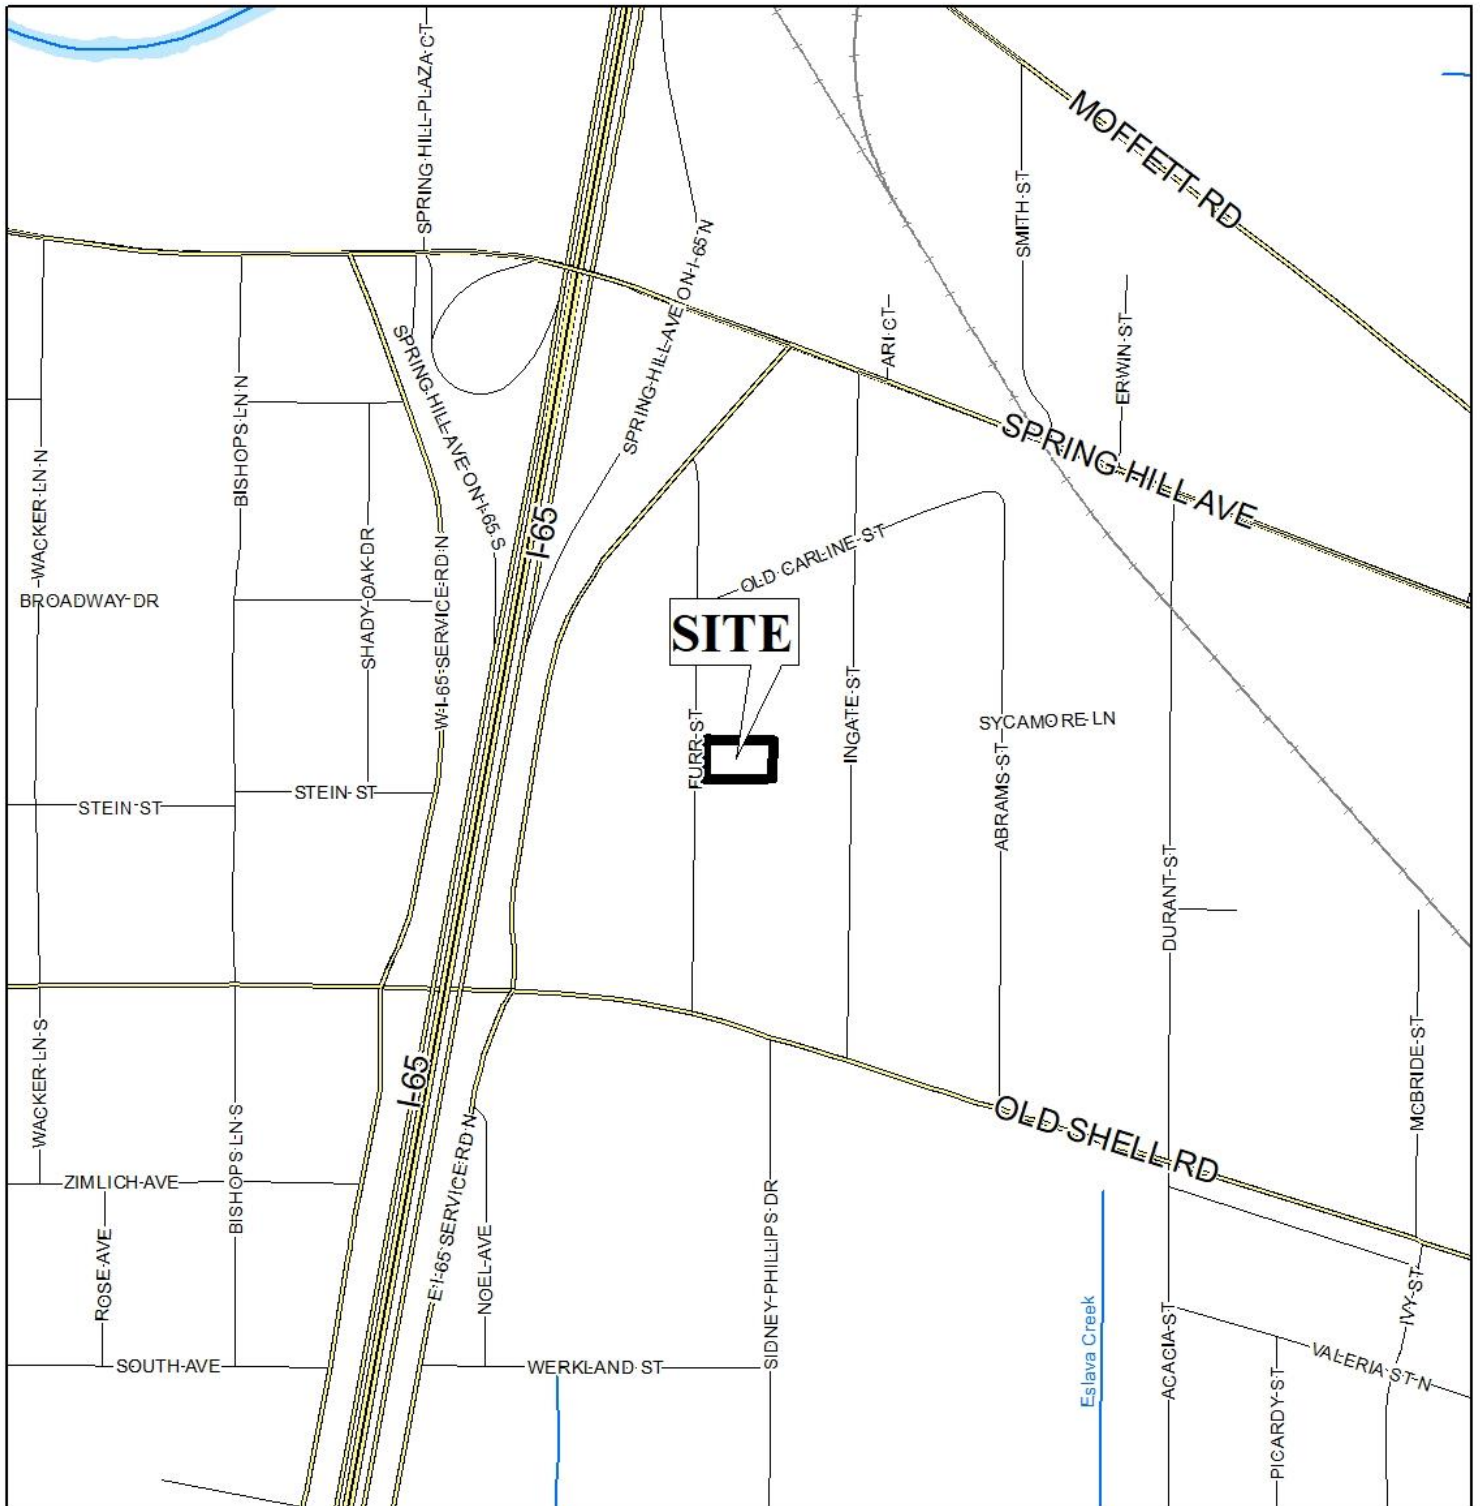 SPRING HILL PLAZA CT
MOFFETT RD
SMITH ST
SPRING HILL AVE ON I-65 N
ARI CT
ERWIN ST
SPRING HILL AVE ON I-65 S
BISHOPS LN N
WACKER LN N
SPRING HILL AVE
I-65
OLD CARLINE ST
SHADY OAK DR
W I-65 SERVICE RD N
BROADWAY DR
SITE
FURR ST
INGATE ST
SYCAMORE LN
ABRAMS ST
STEIN ST
STEIN ST
DURANT ST
WACKER LN S
I-65
MCBRIDE ST
OLD SHELL RD
BISHOPS LN S
ZIMLICH AVE
E I-65 SERVICE RD N
SIDNEY PHILLIPS DR
ROSE AVE
NOEL AVE
Eslava Creek
ACACIA ST
IVY ST
SOUTH AVE
WERKLAND ST
VALERIA ST N
PICARDY ST